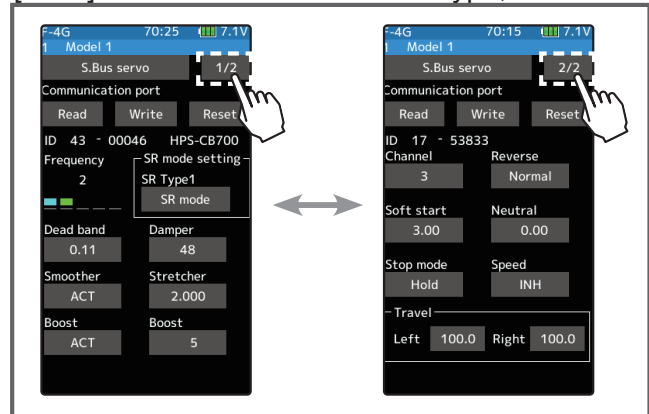 F-4G 70:25 7.1V
1 Model 1
S.Bus servo 1/2
Communication port
Read Write Reset
ID 43 - 00046 HPS-CB700
Frequency SR mode setting
2 SR Type1
SR mode
Dead band Damper
0.11 48
Smoother Stretcher
ACT 2.000
Boost Boost
ACT 5
F-4G 70:15 7.1V
1 Model 1
S.Bus servo 2/2
Communication port
Read Write Reset
ID 17 - 53833
Channel Reverse
3 Normal
Soft start Neutral
3.00 0.00
Stop mode Speed
Hold INH
Travel
Left 100.0 Right 100.0